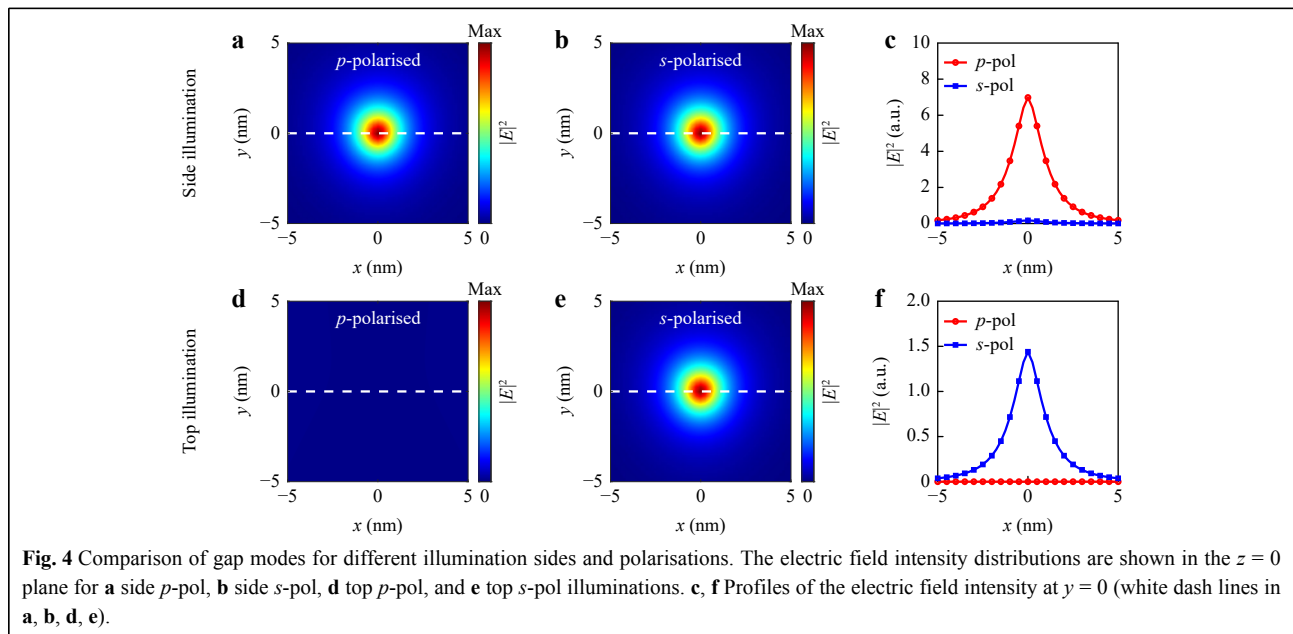 Side illumination
a
Max
5
p-polarised
y (nm)
0
|E|²
−5
0
−5
0
5
x (nm)
b
Max
5
s-polarised
y (nm)
0
|E|²
−5
0
−5
0
5
x (nm)
c
10
p-pol
8
s-pol
|E|² (a.u.)
6
4
2
0
−5
0
5
x (nm)
Top illumination
d
Max
5
p-polarised
y (nm)
0
|E|²
−5
0
−5
0
5
x (nm)
e
Max
5
s-polarised
y (nm)
0
|E|²
−5
0
−5
0
5
x (nm)
f
2.0
p-pol
1.5
s-pol
|E|² (a.u.)
1.0
0.5
0
−5
0
5
x (nm)
Fig. 4 Comparison of gap modes for different illumination sides and polarisations. The electric field intensity distributions are shown in the z = 0
plane for a side p-pol, b side s-pol, d top p-pol, and e top s-pol illuminations. c, f Profiles of the electric field intensity at y = 0 (white dash lines in
a, b, d, e).